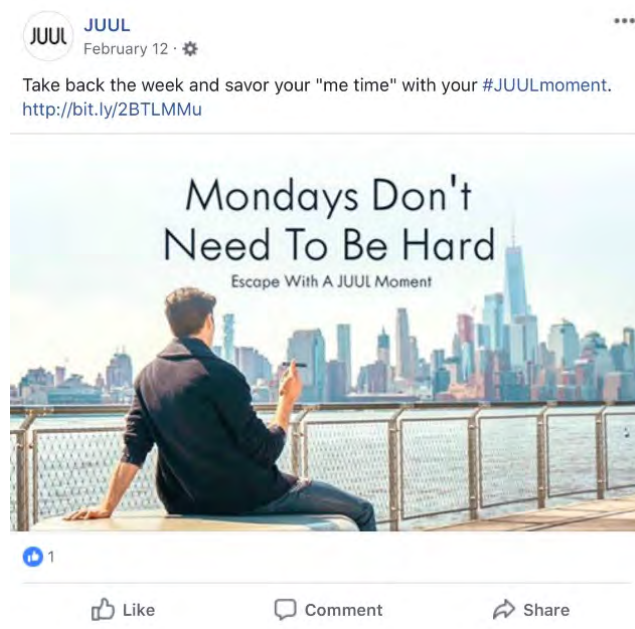 JUUL
JUUL
February 12 ·
Take back the week and savor your "me time" with your #JUULmoment.
http://bit.ly/2BTLMMu
Mondays Don't
Need To Be Hard
Escape With A JUUL Moment
1
Like Comment Share